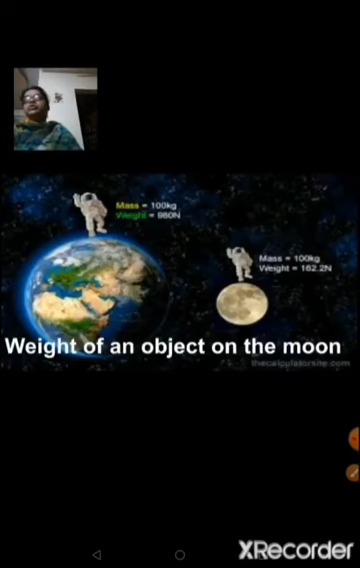 Mass = 100kg
Weight = 980N
Mass = 100kg
Weight = 162.2N
Weight of an object on the moon
thecalculatorsite.com
XRecorder